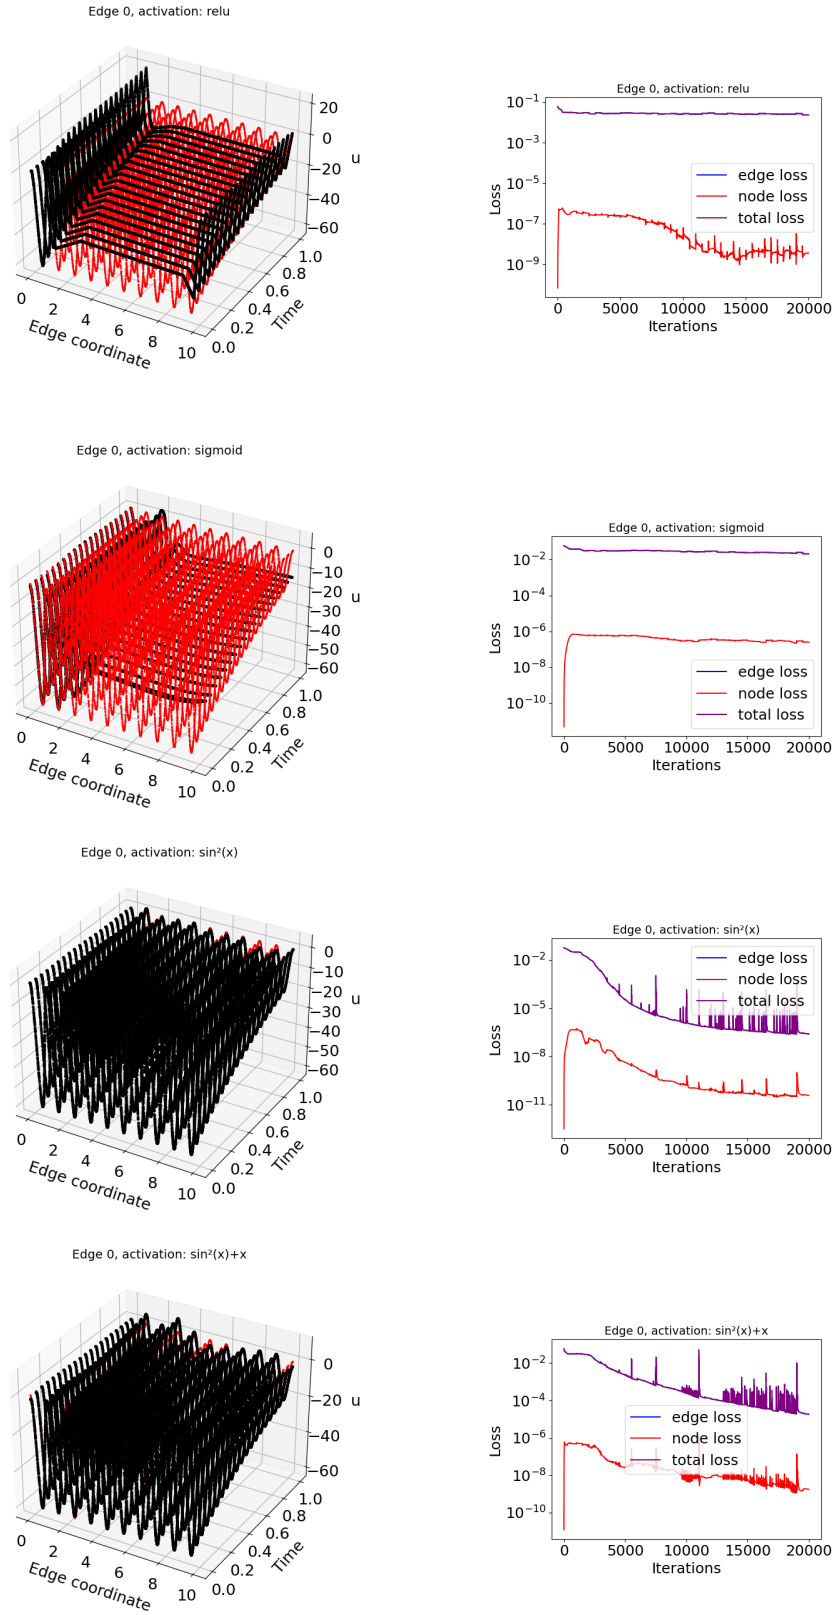 Edge 0, activation: relu
20
0
−20
−40
−60
u
0
2
4
6
8
10
Edge coordinate
0.0
0.2
0.4
0.6
0.8
1.0
Time
Edge 0, activation: relu
10⁻¹
10⁻³
10⁻⁵
10⁻⁷
10⁻⁹
Loss
edge loss
node loss
total loss
0 5000 10000 15000 20000
Iterations
Edge 0, activation: sigmoid
0
−10
−20
−30
−40
−50
−60
u
0
2
4
6
8
10
Edge coordinate
0.0
0.2
0.4
0.6
0.8
1.0
Time
Edge 0, activation: sigmoid
10⁻²
10⁻⁴
10⁻⁶
10⁻⁸
10⁻¹⁰
Loss
edge loss
node loss
total loss
0 5000 10000 15000 20000
Iterations
Edge 0, activation: sin²(x)
0
−10
−20
−30
−40
−50
−60
u
0
2
4
6
8
10
Edge coordinate
0.0
0.2
0.4
0.6
0.8
1.0
Time
Edge 0, activation: sin²(x)
10⁻²
10⁻⁵
10⁻⁸
10⁻¹¹
Loss
edge loss
node loss
total loss
0 5000 10000 15000 20000
Iterations
Edge 0, activation: sin²(x)+x
0
−20
−40
−60
u
0
2
4
6
8
10
Edge coordinate
0.0
0.2
0.4
0.6
0.8
1.0
Time
Edge 0, activation: sin²(x)+x
10⁻²
10⁻⁴
10⁻⁶
10⁻⁸
10⁻¹⁰
Loss
edge loss
node loss
total loss
0 5000 10000 15000 20000
Iterations